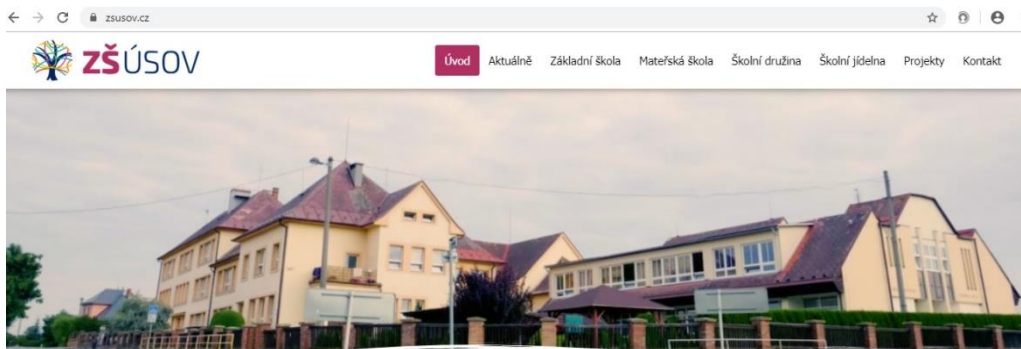 zsusov.cz
ZŠÚSOV
Úvod Aktuálně Základní škola Mateřská škola Školní družina Školní jídelna Projekty Kontakt